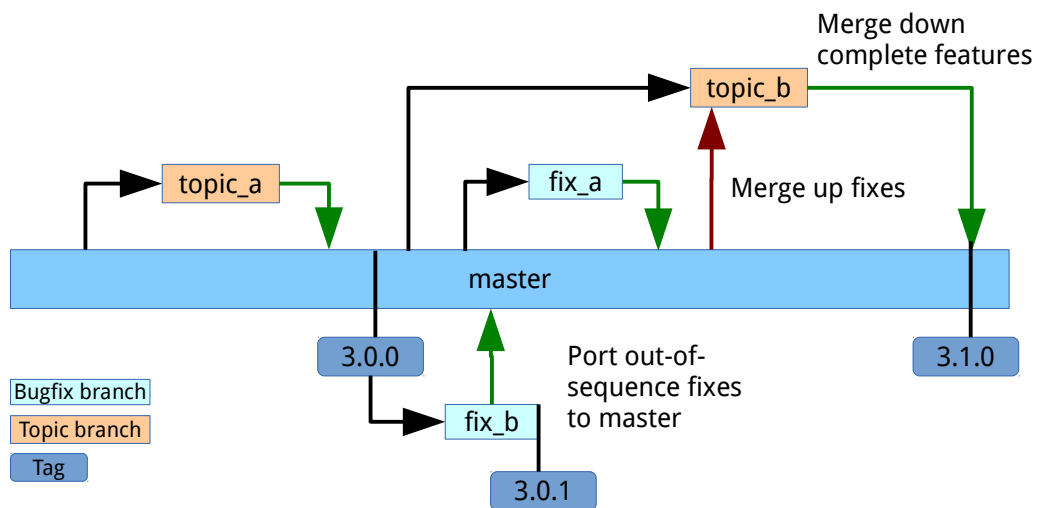 Merge down
complete features
topic_b
topic_a
fix_a
Merge up fixes
master
3.0.0
Port out-of-
sequence fixes
to master
3.1.0
Bugfix branch
Topic branch
fix_b
Tag
3.0.1